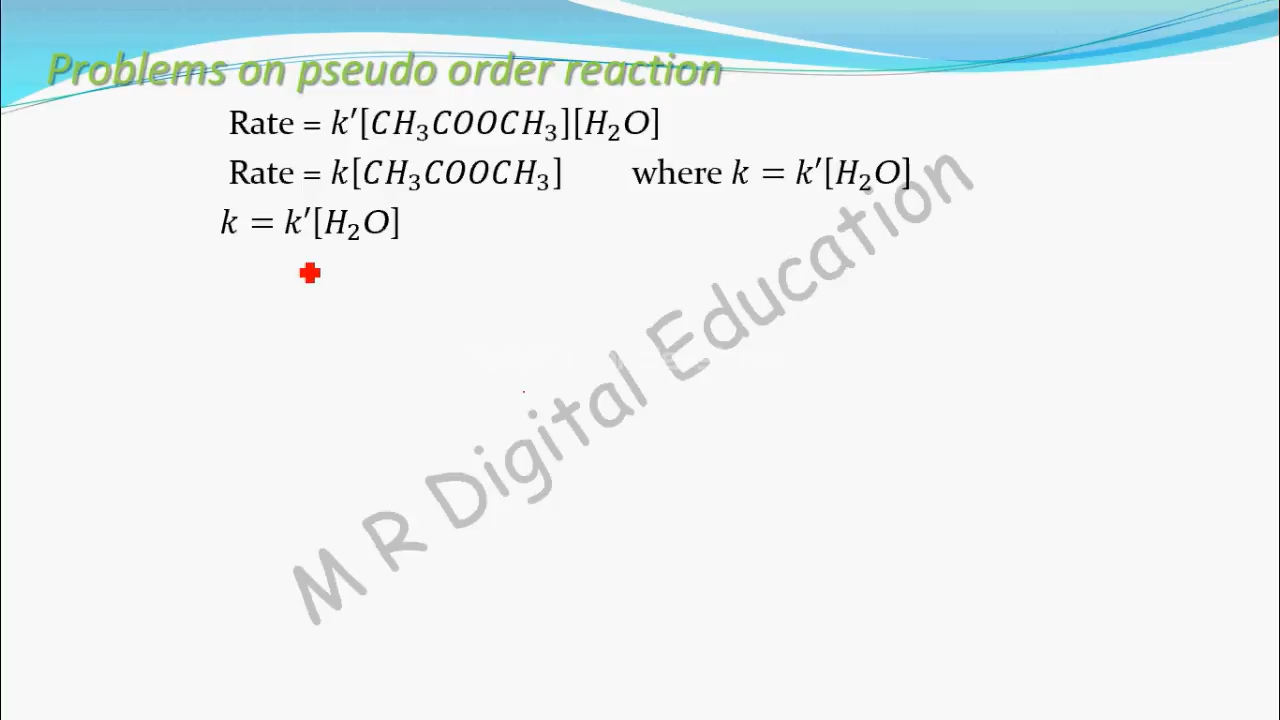 Problems on pseudo order reaction
Rate = k′[CH₃COOCH₃][H₂O]
Rate = k[CH₃COOCH₃] where k = k′[H₂O]
k = k′[H₂O]
M R Digital Education